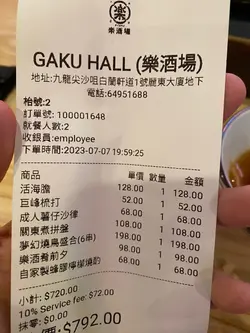 樂
樂酒場
GAKU HALL (樂酒場)
地址:九龍尖沙咀白蘭軒道1號麗東大廈地下
電話:64951688
枱號:2
訂單號: 100001648
就餐人數:2
收銀員:employee
下單時間:2023-07-07 19:59:25
商品 單價 數量 金額
活海膽 128.00 1 128.00
巨峰梳打 52.00 1 52.00
成人薯仔沙律 68.00 1 68.00
關東煮拼盤 108.00 1 108.00
夢幻燒鳥盛合(6串) 198.00 1 198.00
樂酒肴前夕 98.00 1 98.00
自家製蜂膠檸檬燒酌 68.00 1 68.00
小計: $720.00
10% Service fee: $72.00
抹零: $0.00
$792.00